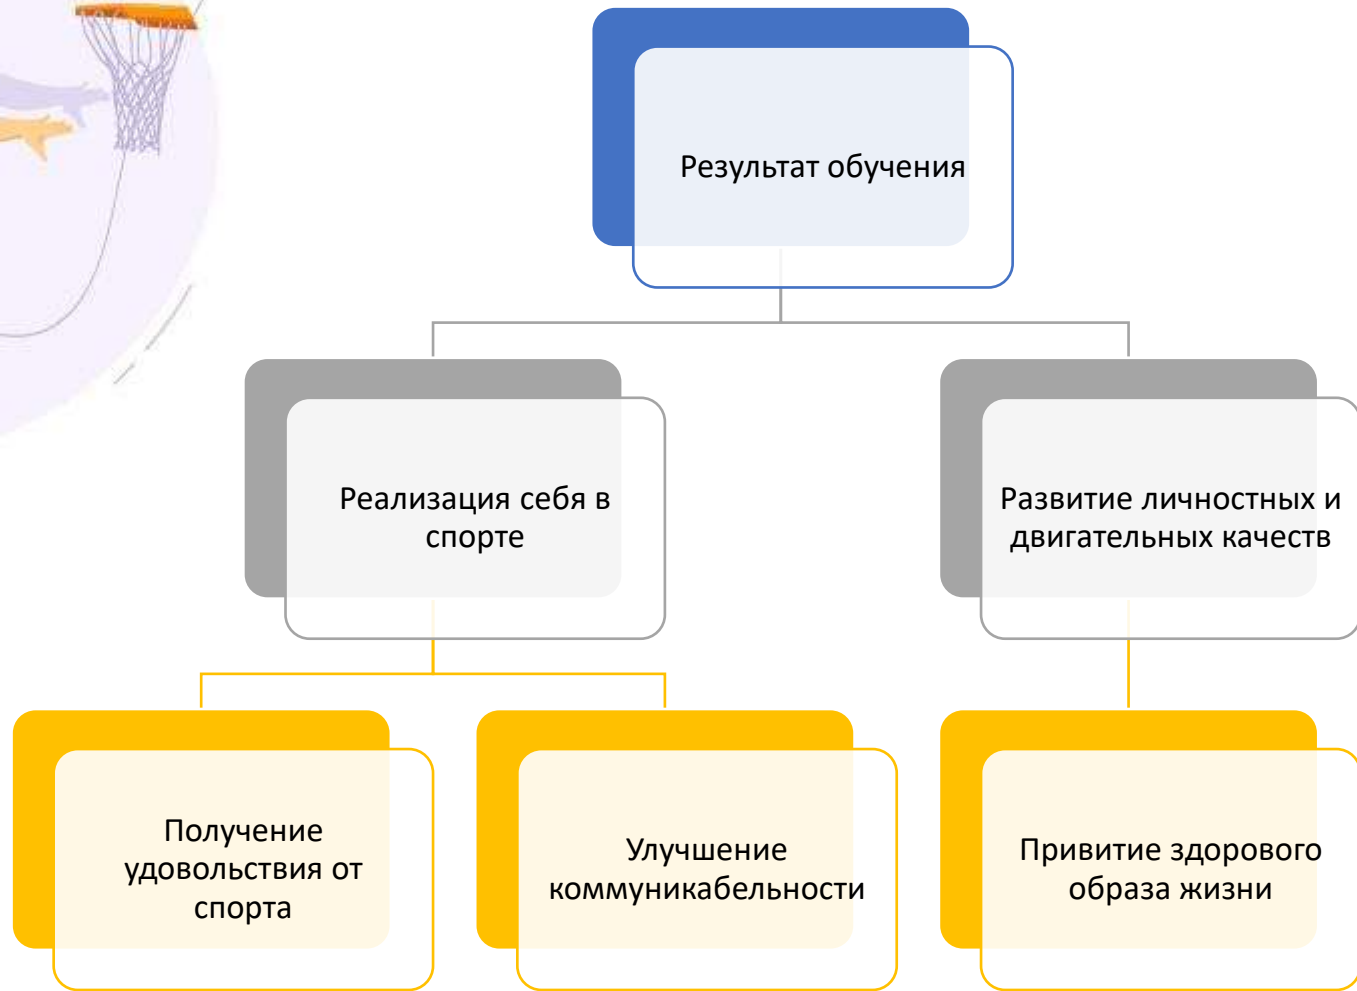 Результат обучения
Реализация себя в
спорте
Развитие личностных и
двигательных качеств
Получение
удовольствия от
спорта
Улучшение
коммуникабельности
Привитие здорового
образа жизни